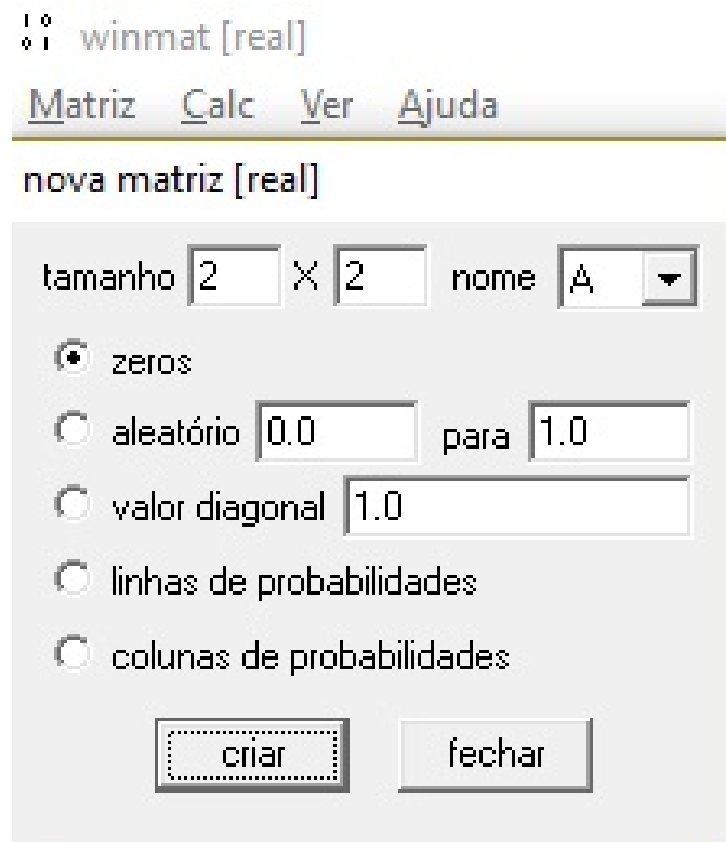 winmat [real]
Matriz Calc Ver Ajuda
nova matriz [real]
tamanho 2 X 2 nome A
zeros
aleatório 0.0 para 1.0
valor diagonal 1.0
linhas de probabilidades
colunas de probabilidades
criar fechar